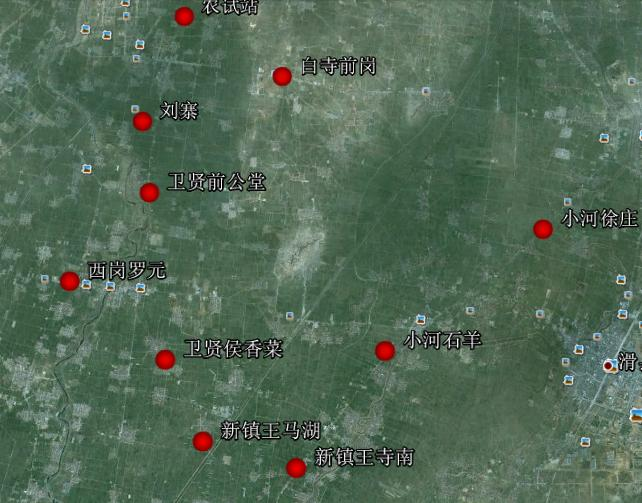 农试站
白寺前岗
刘寨
卫贤前公堂
小河徐庄
西岗罗元
小河石羊
卫贤侯香菜
滑
新镇王马湖
新镇王寺南